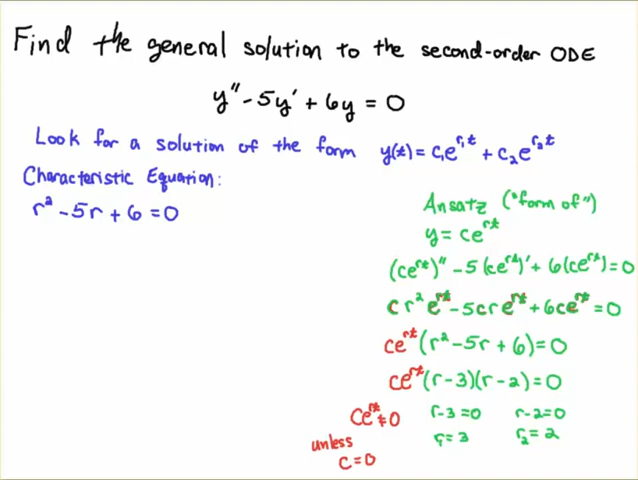 Find the general solution to the second-order ODE
y'' - 5y' + 6y = 0
Look for a solution of the form y(t) = c₁e^{r₁t} + c₂e^{r₂t}
Characteristic Equation:
r² - 5r + 6 = 0
Ansatz ("form of")
y = ce^{rt}
(ce^{rt})'' - 5(ce^{rt})' + 6(ce^{rt}) = 0
cr²e^{rt} - 5cre^{rt} + 6ce^{rt} = 0
ce^{rt}(r² - 5r + 6) = 0
ce^{rt}(r-3)(r-2) = 0
ce^{rt} ≠ 0
unless
c = 0
r-3=0 r-2=0
r₁=3 r₂=2